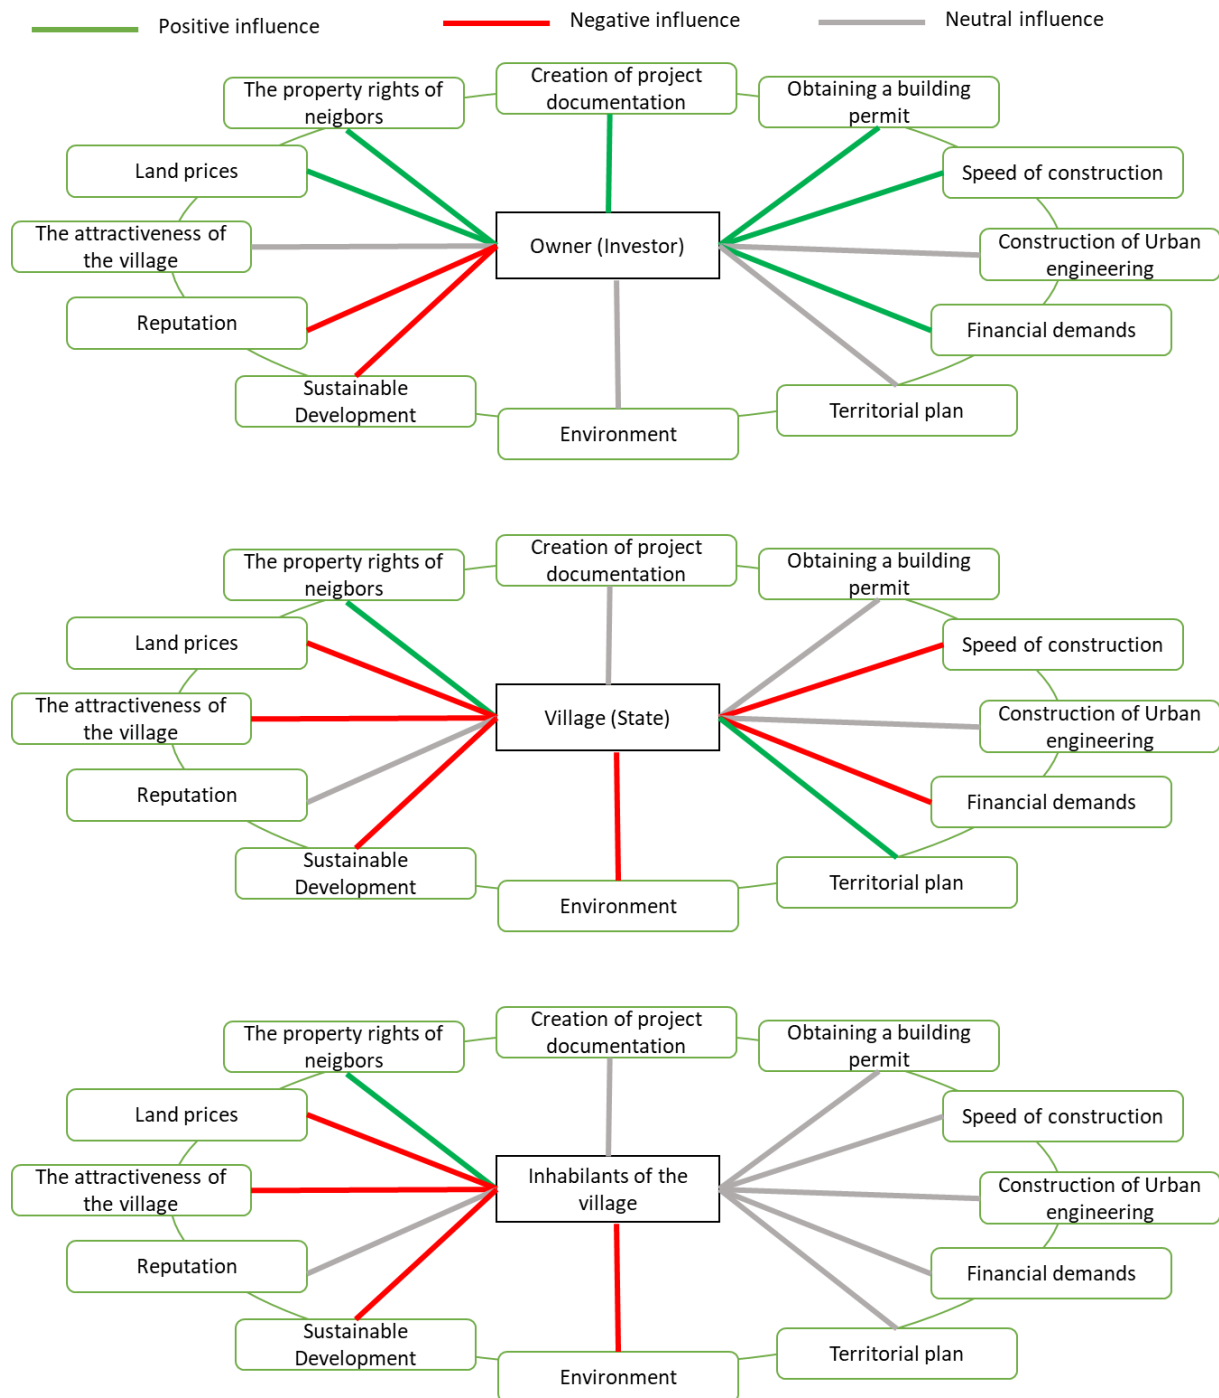 Positive influence
Negative influence
Neutral influence
Creation of project
documentation
The property rights of
neigbors
Obtaining a building
permit
Land prices
Speed of construction
The attractiveness of
the village
Owner (Investor)
Construction of Urban
engineering
Reputation
Financial demands
Sustainable
Development
Territorial plan
Environment
Creation of project
documentation
The property rights of
neigbors
Obtaining a building
permit
Land prices
Speed of construction
The attractiveness of
the village
Village (State)
Construction of Urban
engineering
Reputation
Financial demands
Sustainable
Development
Territorial plan
Environment
Creation of project
documentation
The property rights of
neigbors
Obtaining a building
permit
Land prices
Speed of construction
The attractiveness of
the village
Inhabilants of the
village
Construction of Urban
engineering
Reputation
Financial demands
Sustainable
Development
Territorial plan
Environment